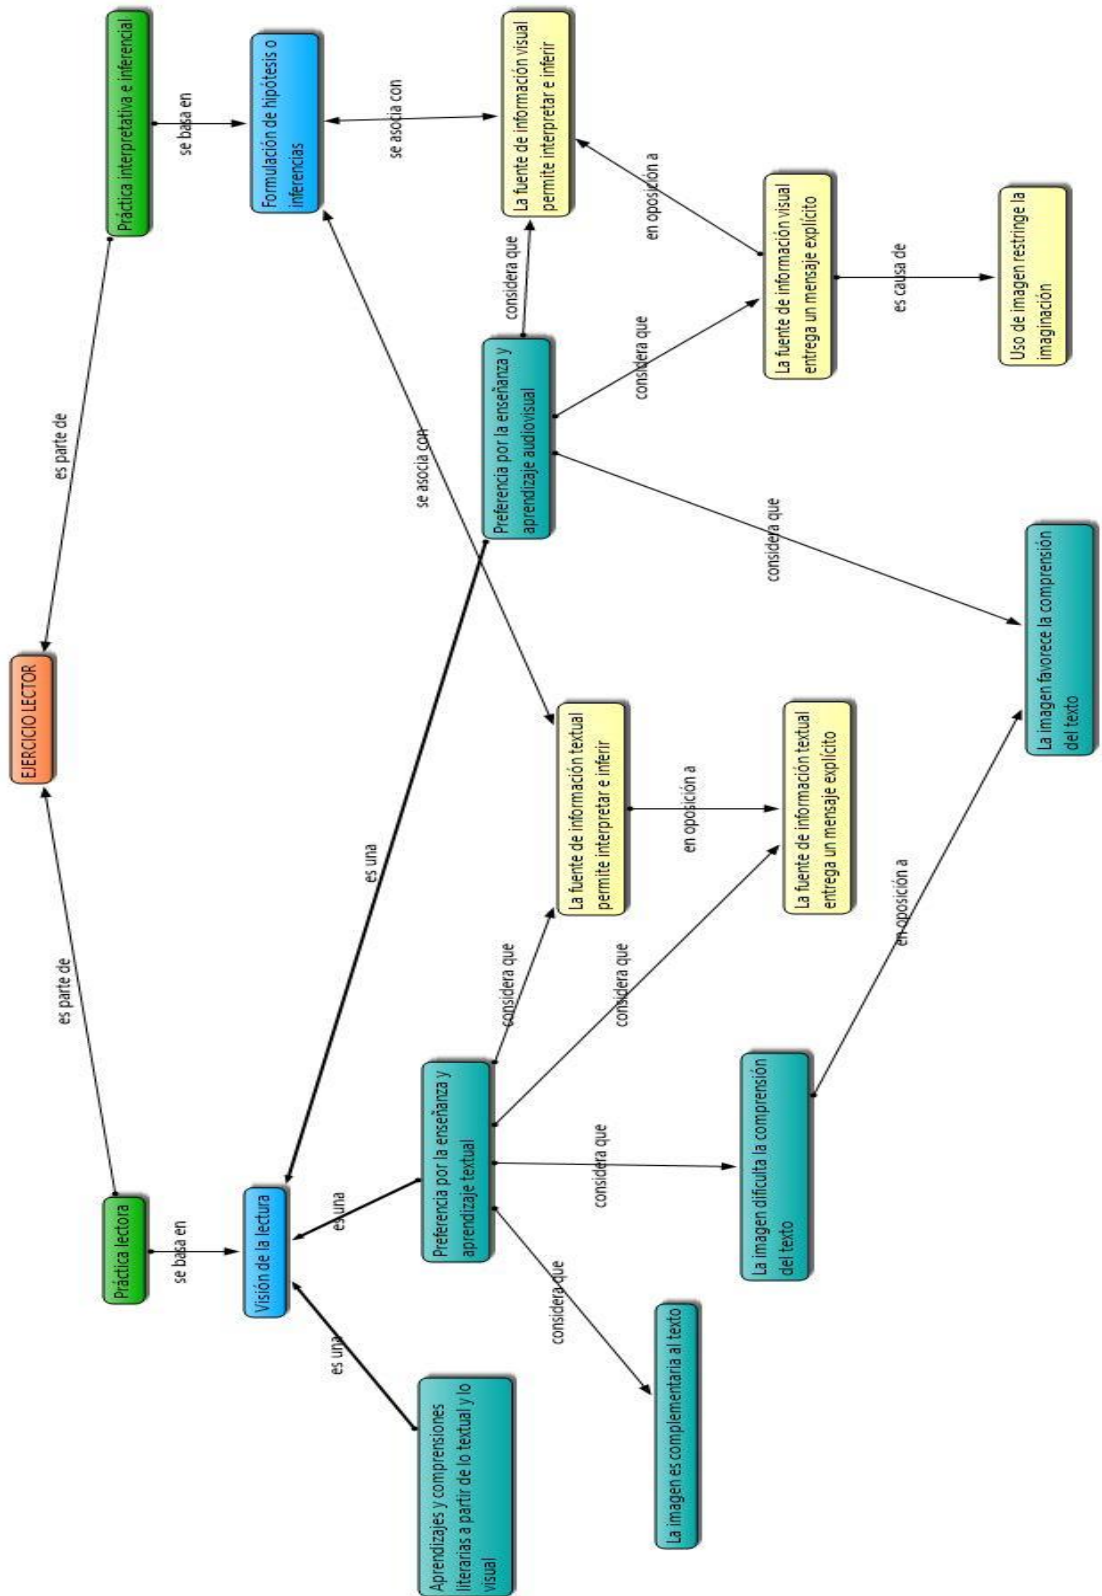 EJERCICIO LECTOR
es parte de
es parte de
Práctica lectora
Práctica interpretativa e inferencial
se basa en
se basa en
Visión de la lectura
Formulación de hipótesis o
inferencias
es una
es una
es una
se asocia con
se asocia con
Aprendizajes y comprensiones
literarias a partir de lo textual y lo
visual
Preferencia por la enseñanza y
aprendizaje textual
Preferencia por la enseñanza y
aprendizaje audiovisual
considera que
La fuente de información visual
permite interpretar e inferir
considera que
considera que
considera que
considera que
La fuente de información textual
permite interpretar e inferir
considera que
considera que
en oposición a
en oposición a
La imagen es complementaria al texto
La imagen dificulta la comprensión
del texto
La fuente de información textual
entrega un mensaje explícito
La fuente de información visual
entrega un mensaje explícito
en oposición a
es causa de
La imagen favorece la comprensión
del texto
Uso de imagen restringe la
imaginación